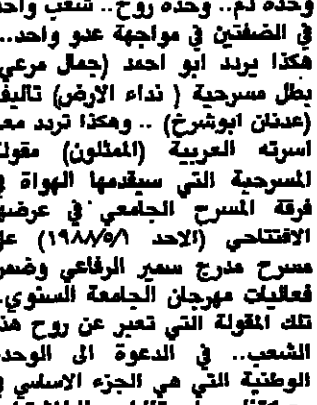 وحدة دم.. وحدة روح.. شعب واحد
في الضفتين في مواجهة عدو واحد..
هكذا يريد ابو احمد (جمال مرعي)
بطل مسرحية ( نداء الارض) تاليف
(عدنان ابوشرخ) .. وهكذا تريد معه
اسرته العربية (الممثلون) مقولة
المسرحية التي سيقدمها الهواة في
فرقة المسرح الجامعي في عرضها
الافتتاحي (الاحد ١٩٨٨/٥/١) على
مسرح مدرج سمير الرفاعي وضمن
فعاليات مهرجان الجامعة السنوي.
تلك المقولة التي تعبر عن روح هذا
الشعب.. في الدعوة الى الوحدة
الوطنية التي هي الجزء الاساسي في